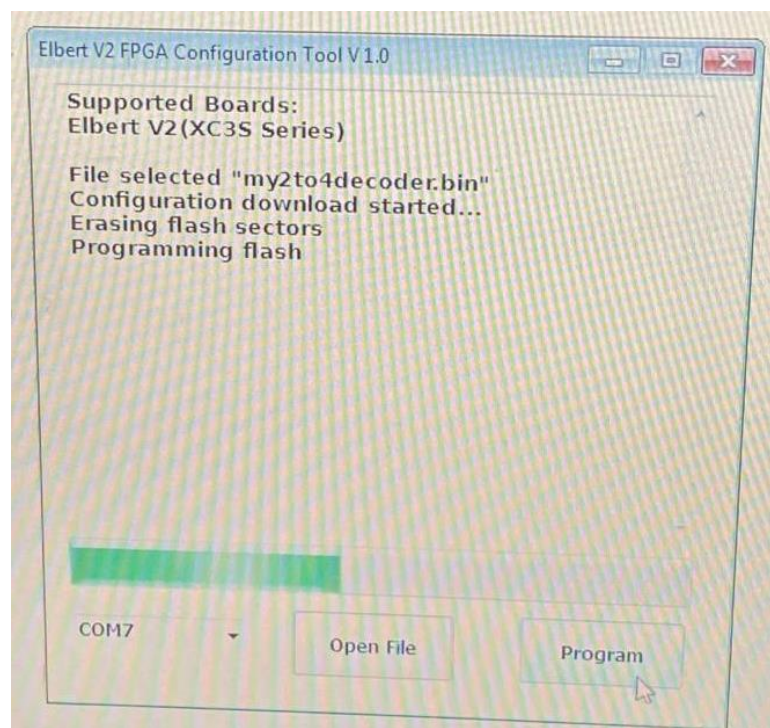 Elbert V2 FPGA Configuration Tool V 1.0
Supported Boards:
Elbert V2(XC3S Series)
File selected "my2to4decoder.bin"
Configuration download started...
Erasing flash sectors
Programming flash
COM7
Open File
Program